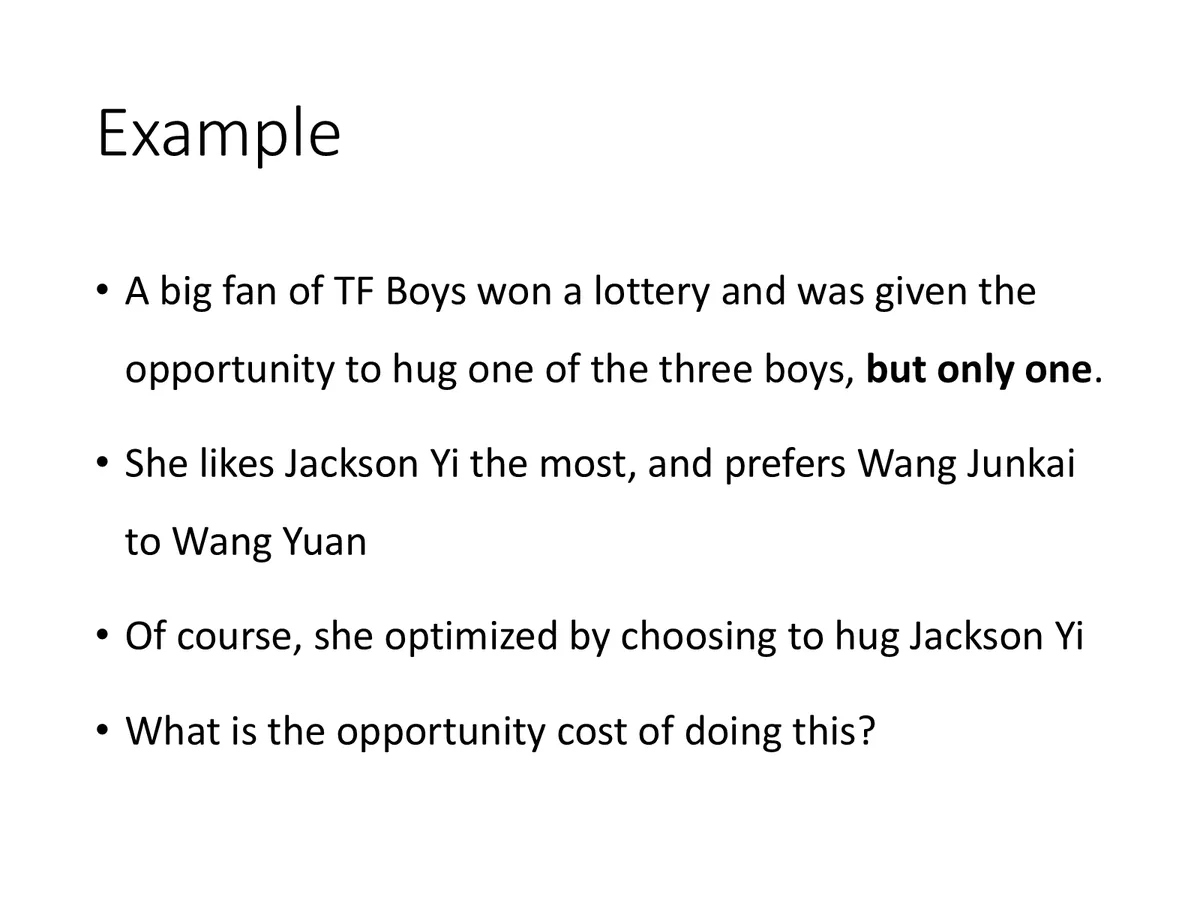 Example
• A big fan of TF Boys won a lottery and was given the
opportunity to hug one of the three boys, but only one.
• She likes Jackson Yi the most, and prefers Wang Junkai
to Wang Yuan
• Of course, she optimized by choosing to hug Jackson Yi
• What is the opportunity cost of doing this?